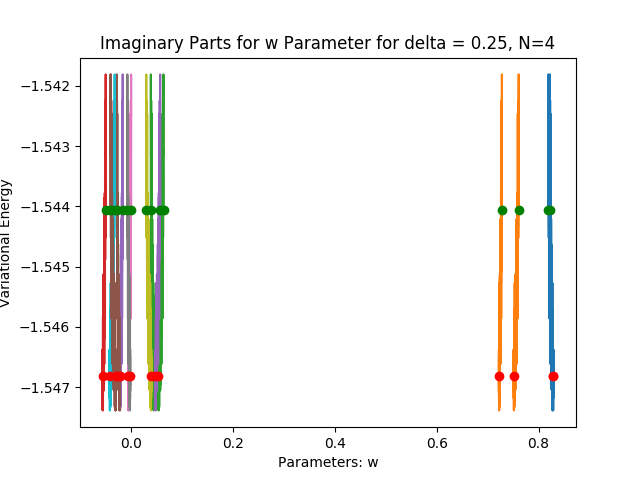 Imaginary Parts for w Parameter for delta = 0.25, N=4
Variational Energy
−1.542
−1.543
−1.544
−1.545
−1.546
−1.547
0.0 0.2 0.4 0.6 0.8
Parameters: w